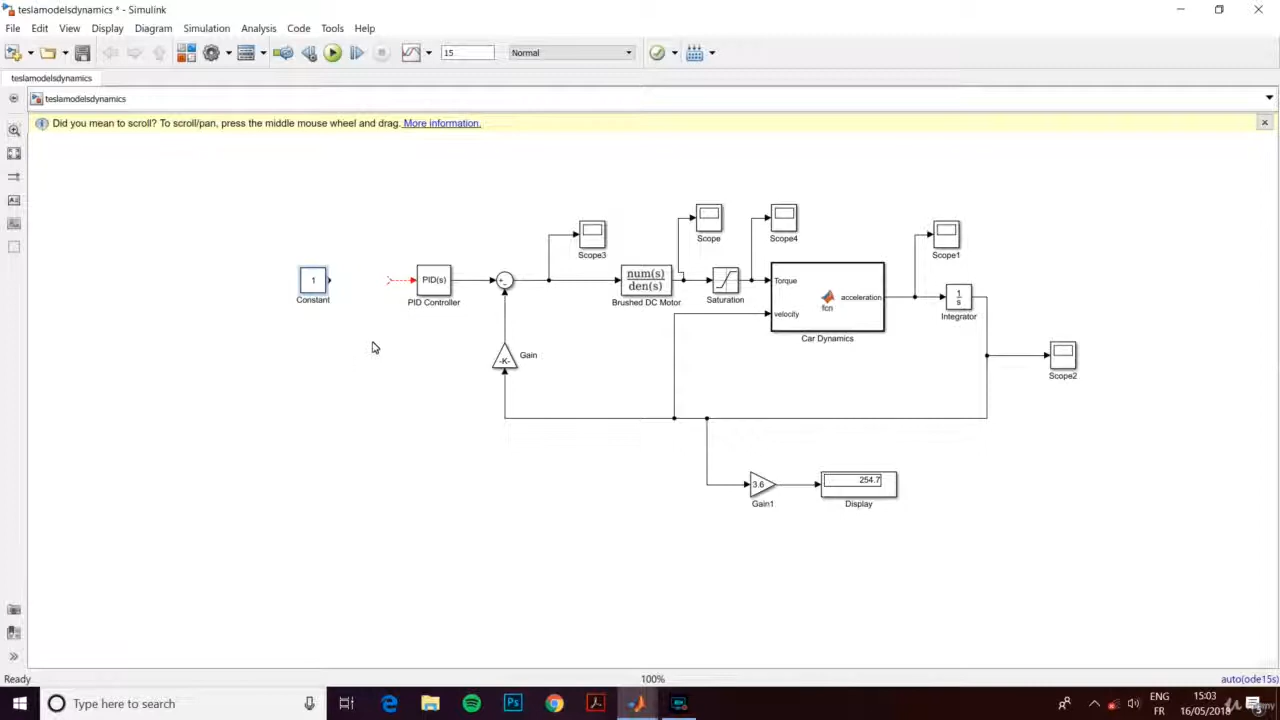 teslamodelsdynamics * - Simulink
File Edit View Display Diagram Simulation Analysis Code Tools Help
15 Normal
teslamodelsdynamics
teslamodelsdynamics
Did you mean to scroll? To scroll/pan, press the middle mouse wheel and drag. More information.
Scope Scope4
Scope3 Scope1
1 PID(s) num(s)
den(s) Torque
Constant PID Controller Brushed DC Motor Saturation
fcn acceleration 1
s
velocity Integrator
Car Dynamics
-K- Gain
Scope2
3.6 254.7
Gain1 Display
Ready 100% auto(ode15s)
Type here to search
ENG 15:03
FR 16/05/2018